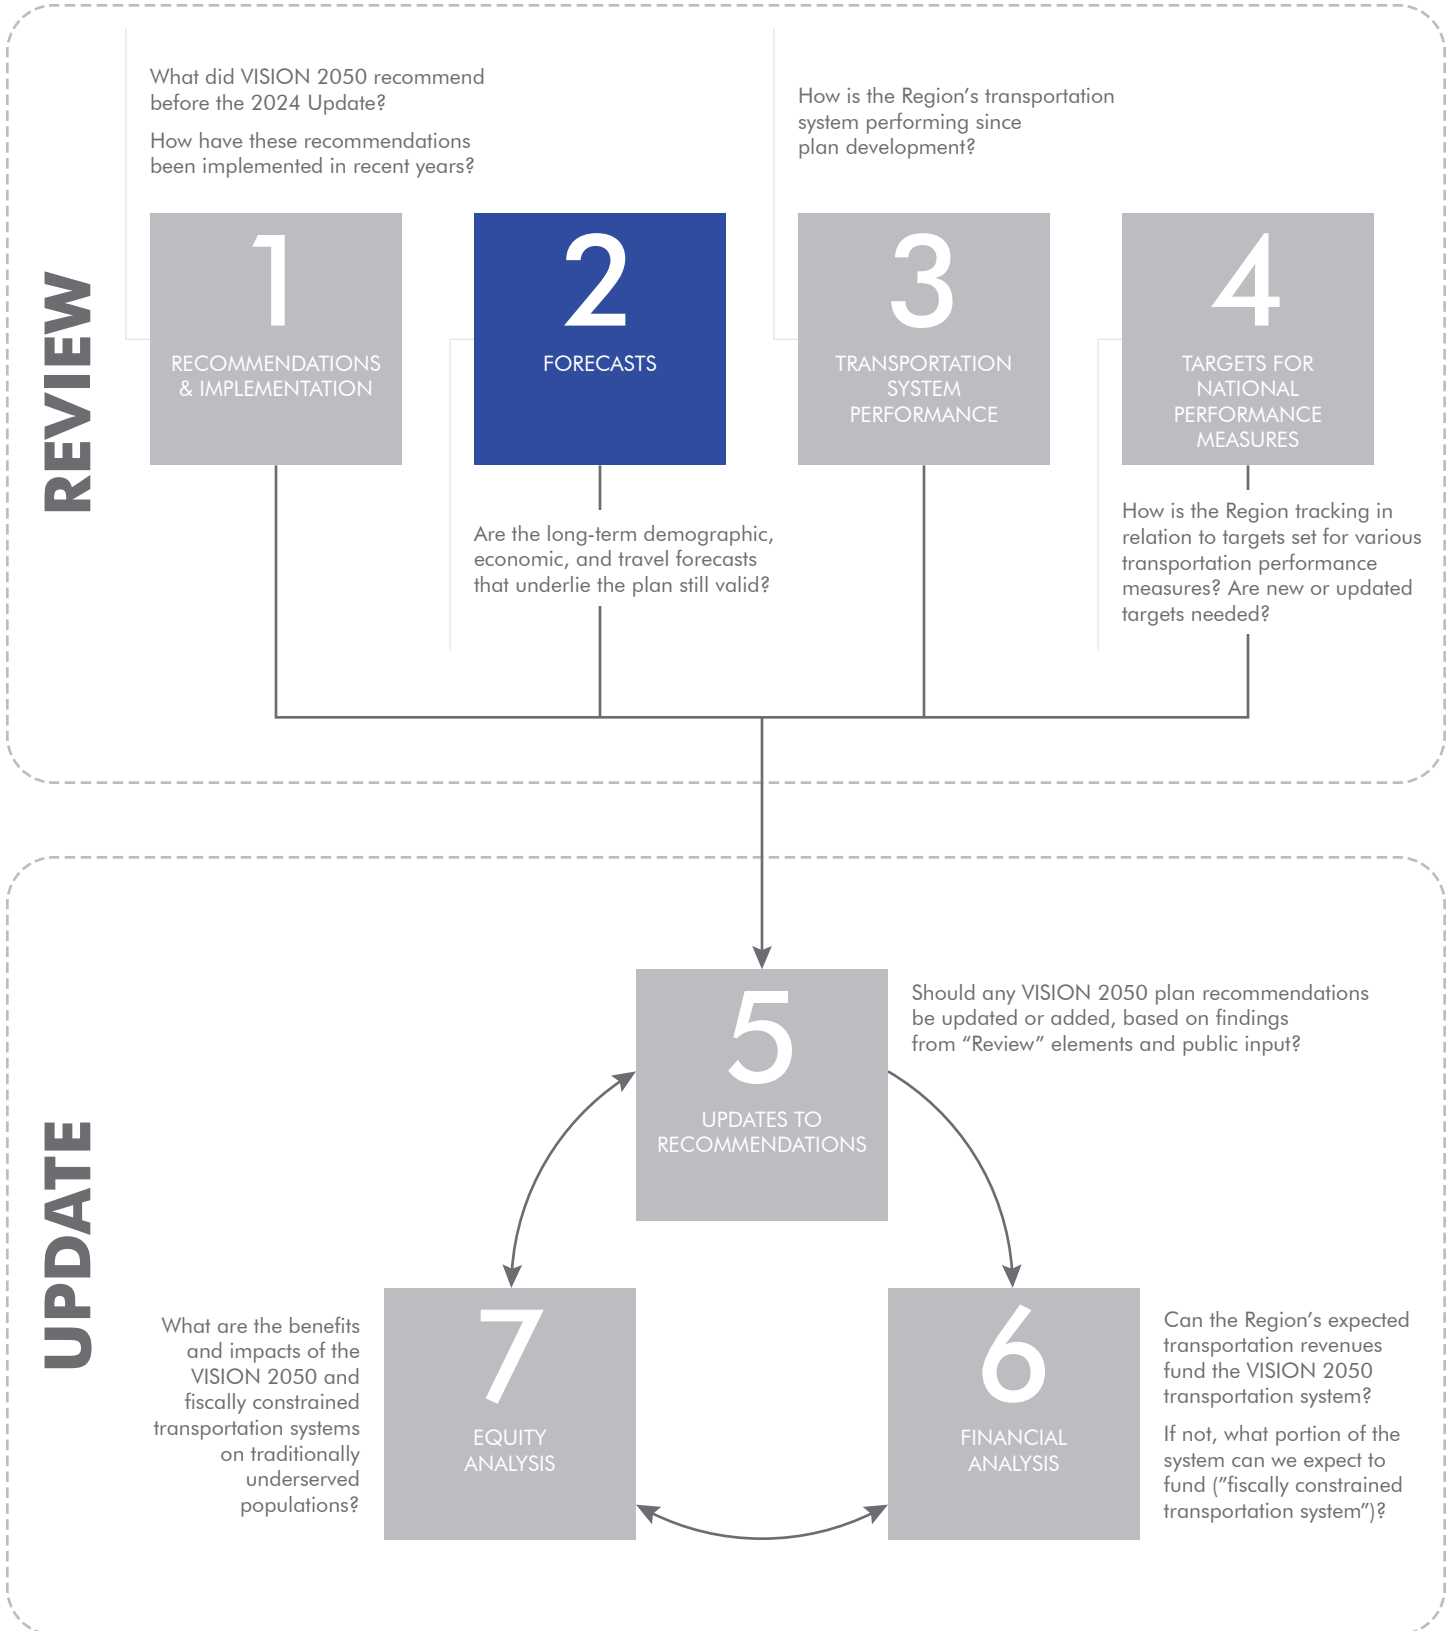 REVIEW
What did VISION 2050 recommend
before the 2024 Update?
How have these recommendations
been implemented in recent years?
1
RECOMMENDATIONS
& IMPLEMENTATION
2
FORECASTS
Are the long-term demographic,
economic, and travel forecasts
that underlie the plan still valid?
How is the Region's transportation
system performing since
plan development?
3
TRANSPORTATION
SYSTEM
PERFORMANCE
4
TARGETS FOR
NATIONAL
PERFORMANCE
MEASURES
How is the Region tracking in
relation to targets set for various
transportation performance
measures? Are new or updated
targets needed?
UPDATE
5
UPDATES TO
RECOMMENDATIONS
Should any VISION 2050 plan recommendations
be updated or added, based on findings
from “Review” elements and public input?
6
FINANCIAL
ANALYSIS
Can the Region's expected
transportation revenues
fund the VISION 2050
transportation system?
If not, what portion of the
system can we expect to
fund (”fiscally constrained
transportation system”)?
7
EQUITY
ANALYSIS
What are the benefits
and impacts of the
VISION 2050 and
fiscally constrained
transportation systems
on traditionally
underserved
populations?